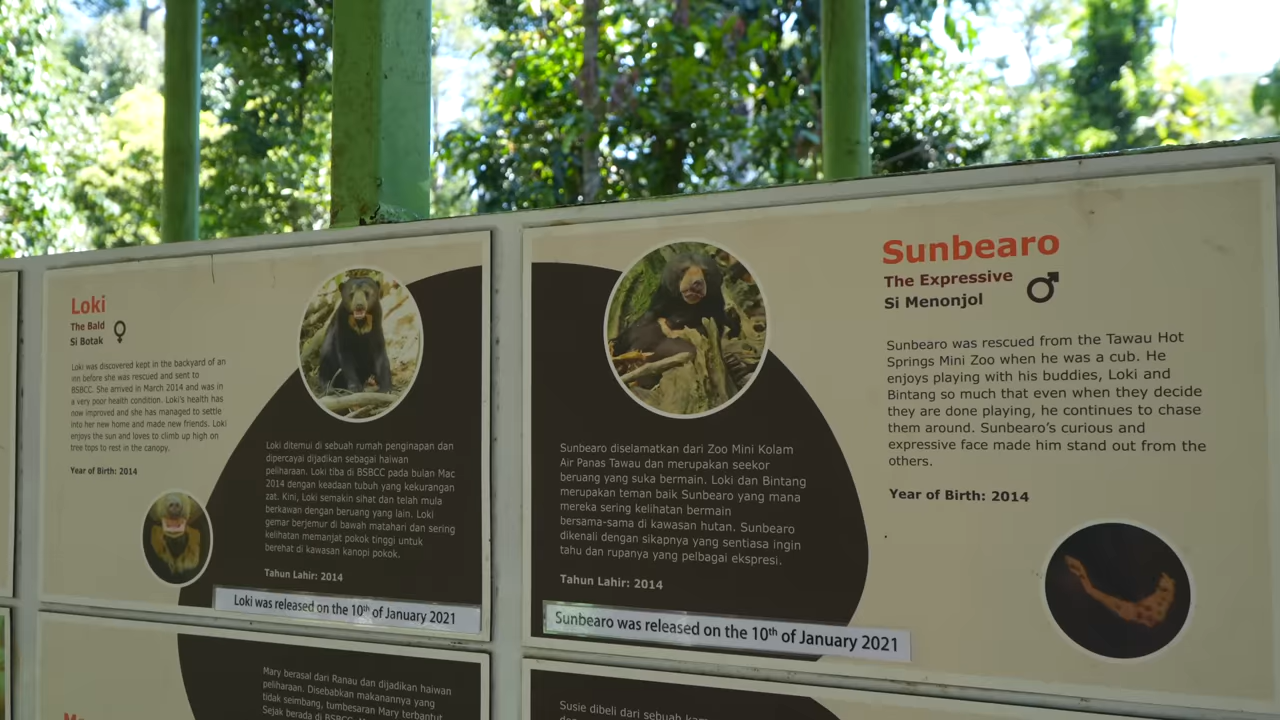 Loki
The Bald
Si Botak
Loki was discovered kept in the backyard of an
inn before she was rescued and sent to
BSBCC. She arrived in March 2014 and was in
a very poor health condition. Loki's health has
now improved and she has managed to settle
into her new home and made new friends. Loki
enjoys the sun and loves to climb up high on
tree tops to rest in the canopy.
Year of Birth: 2014
Loki ditemui di sebuah rumah penginapan dan
dipercayai dijadikan sebagai haiwan
peliharaan. Loki tiba di BSBCC pada bulan Mac
2014 dengan keadaan tubuh yang kekurangan
zat. Kini, Loki semakin sihat dan telah mula
berkawan dengan beruang yang lain. Loki
gemar berjemur di bawah matahari dan sering
kelihatan memanjat pokok tinggi untuk
berehat di kawasan kanopi pokok.
Tahun Lahir: 2014
Loki was released on the 10th of January 2021
Sunbearo
The Expressive
Si Menonjol
Sunbearo was rescued from the Tawau Hot
Springs Mini Zoo when he was a cub. He
enjoys playing with his buddies, Loki and
Bintang so much that even when they decide
they are done playing, he continues to chase
them around. Sunbearo's curious and
expressive face made him stand out from the
others.
Year of Birth: 2014
Sunbearo diselamatkan dari Zoo Mini Kolam
Air Panas Tawau dan merupakan seekor
beruang yang suka bermain. Loki dan Bintang
merupakan teman baik Sunbearo yang mana
mereka sering kelihatan bermain
bersama-sama di kawasan hutan. Sunbearo
dikenali dengan sikapnya yang sentiasa ingin
tahu dan rupanya yang pelbagai ekspresi.
Tahun Lahir: 2014
Sunbearo was released on the 10th of January 2021
Mary berasal dari Ranau dan dijadikan haiwan
peliharaan. Disebabkan makanannya yang
tidak seimbang, tumbesaran Mary terbantut.
Sejak berada di BSBCC,
Susie dibeli dari sebuah